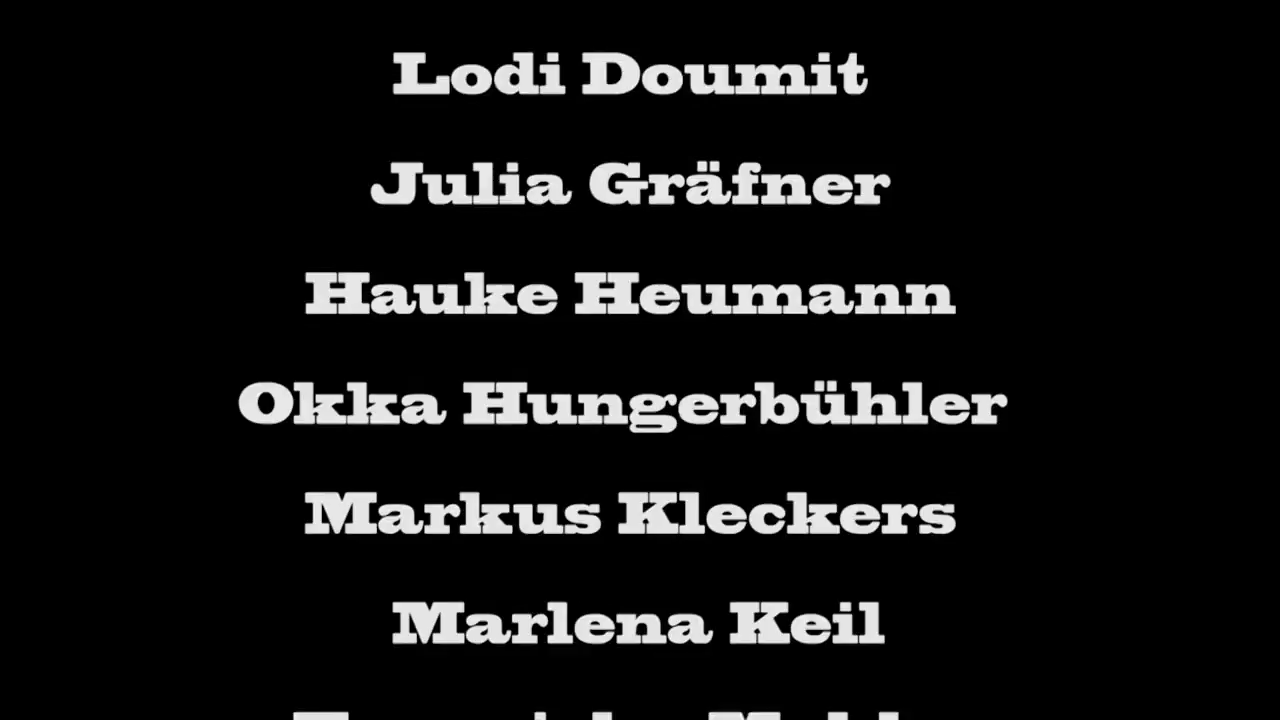 Lodi Doumit
Julia Gräfner
Hauke Heumann
Okka Hungerbühler
Markus Kleckers
Marlena Keil